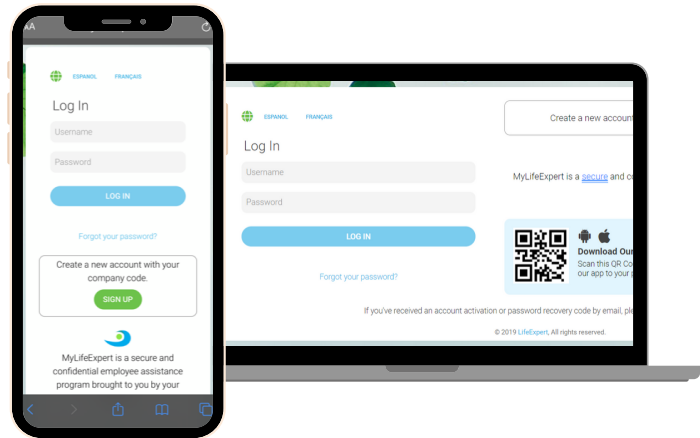 AA
ESPANOL FRANÇAIS
Log In
Username
Password
LOG IN
Forgot your password?
Create a new account with your
company code.
SIGN UP
MyLifeExpert is a secure and
confidential employee assistance
program brought to you by your
ESPANOL FRANÇAIS
Log In
Username
Password
LOG IN
Forgot your password?
Create a new account
MyLifeExpert is a secure and
Download Our
Scan this QR
our app to your
If you've received an account activation or password recovery code by email,
© 2019 LifeExpert, All rights reserved.